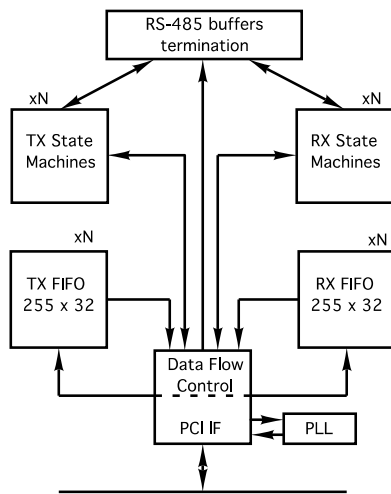 RS-485 buffers
termination
xN
xN
TX State
Machines
RX State
Machines
xN
xN
TX FIFO
255 x 32
RX FIFO
255 x 32
Data Flow
Control
PCI IF
PLL